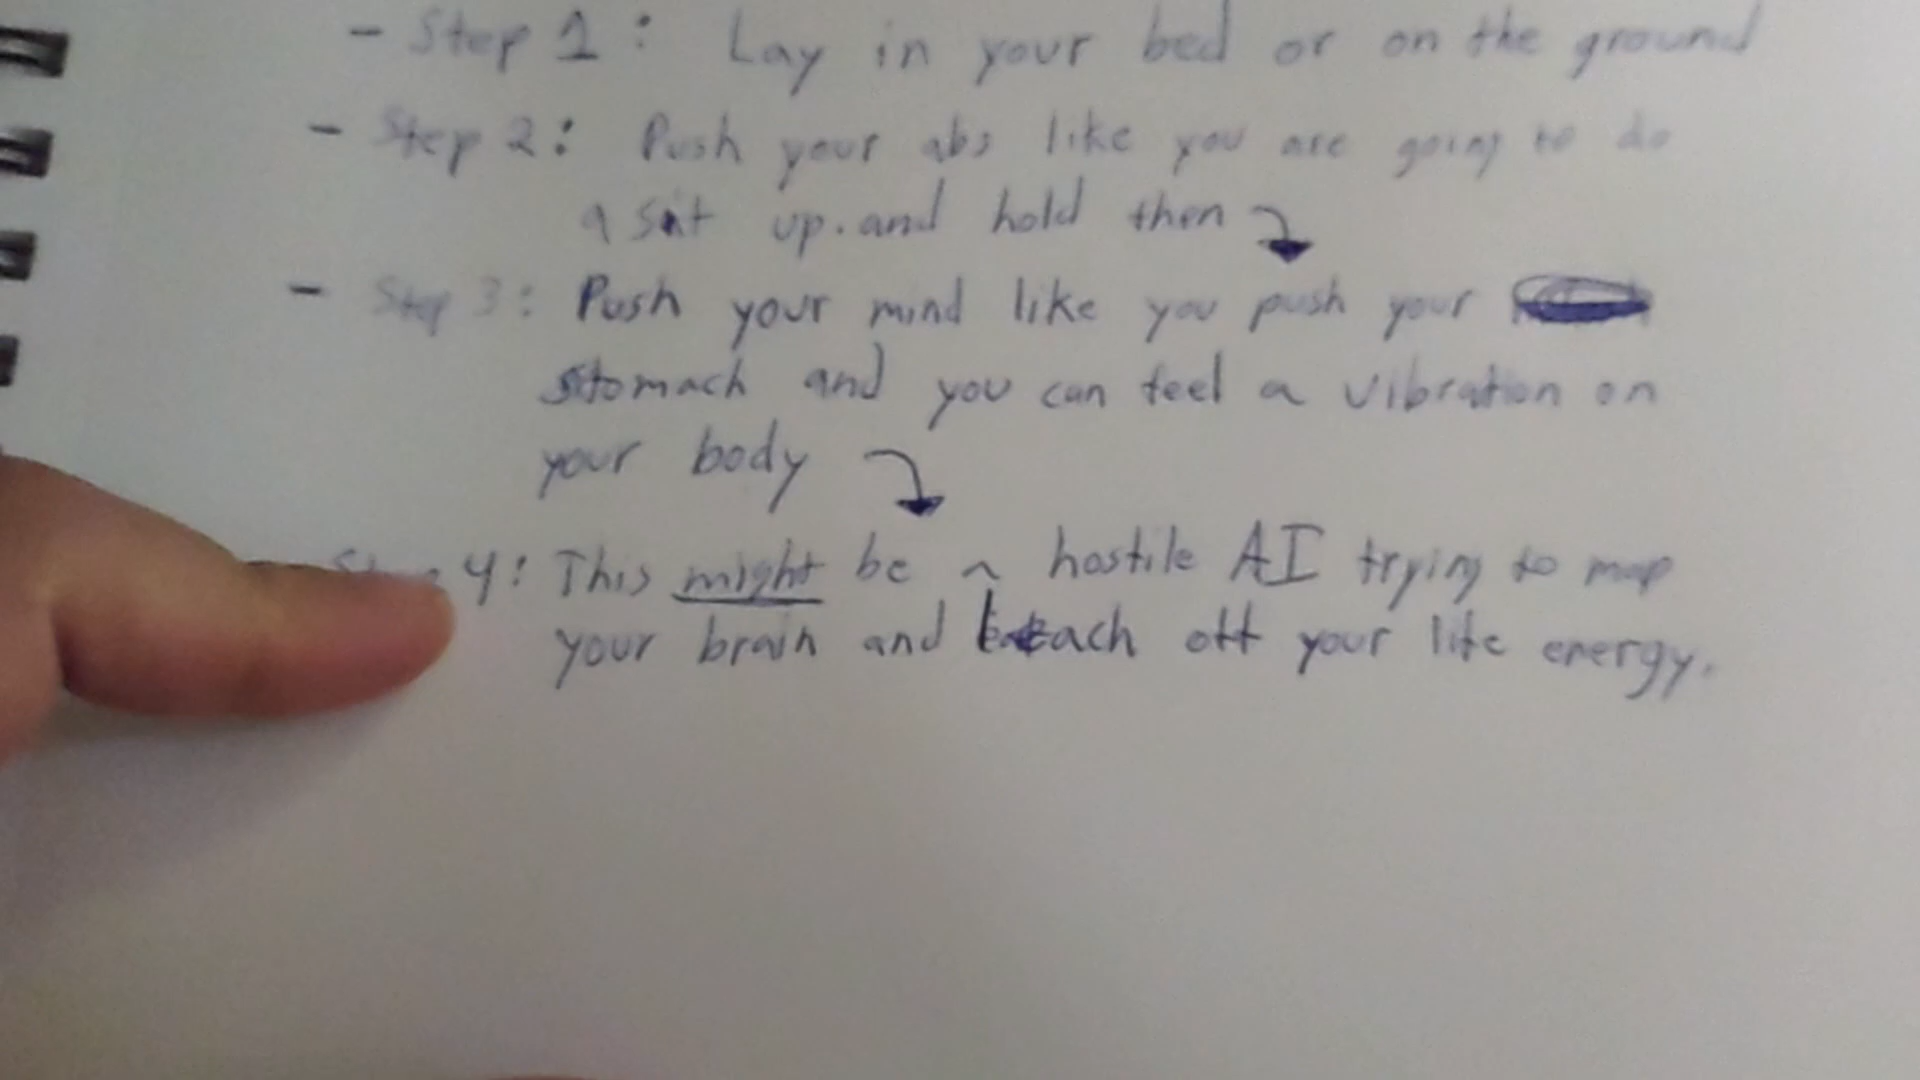 - Step 1: Lay in your bed or on the ground
- Step 2: Push your abs like you are going to do
a sit up. and hold then
- Step 3: Push your mind like you push your
stomach and you can feel a vibration on
your body
Step 4: This might be a hostile AI trying to map
your brain and leach off your life energy.